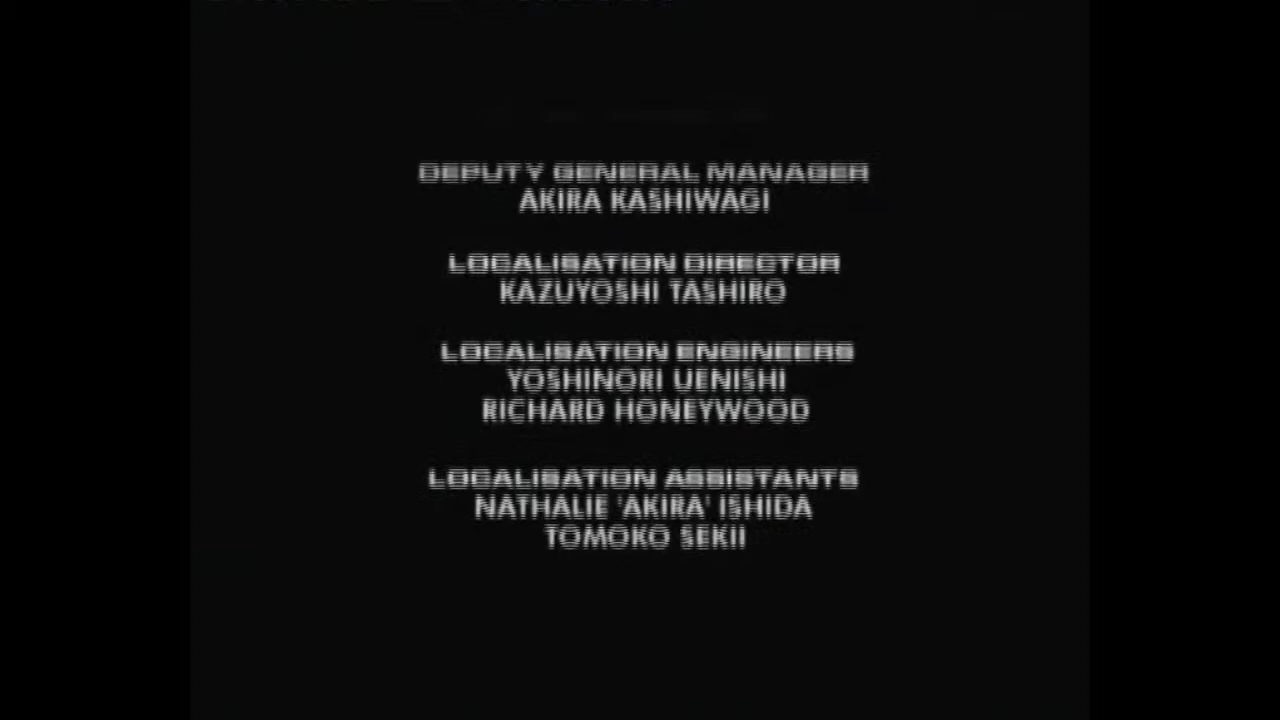 DEPUTY GENERAL MANAGER
AKIRA KASHIWAGI
LOCALISATION DIRECTOR
KAZUYOSHI TASHIRO
LOCALISATION ENGINEERS
YOSHINORI UENISHI
RICHARD HONEYWOOD
LOCALISATION ASSISTANTS
NATHALIE 'AKIRA' ISHIDA
TOMOKO SEKII